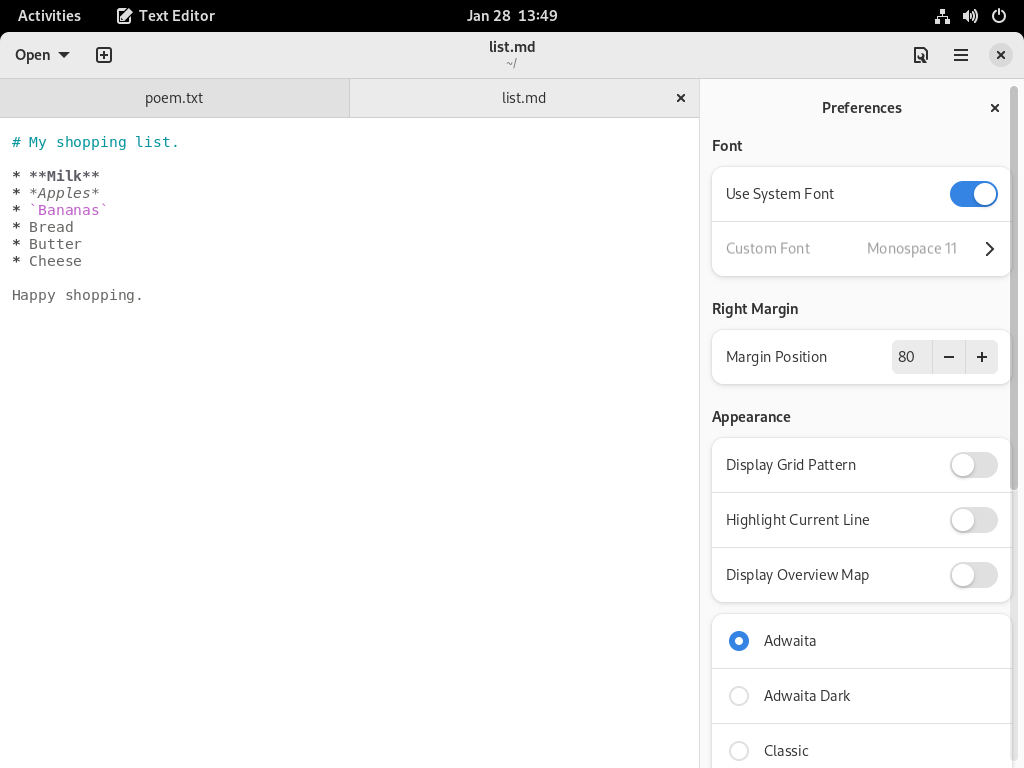 Activities Text Editor Jan 28 13:49
Open list.md
~/
poem.txt list.md
# My shopping list.
* **Milk**
* *Apples*
* `Bananas`
* Bread
* Butter
* Cheese
Happy shopping.
Preferences
Font
Use System Font
Custom Font Monospace 11
Right Margin
Margin Position 80 − +
Appearance
Display Grid Pattern
Highlight Current Line
Display Overview Map
Adwaita
Adwaita Dark
Classic